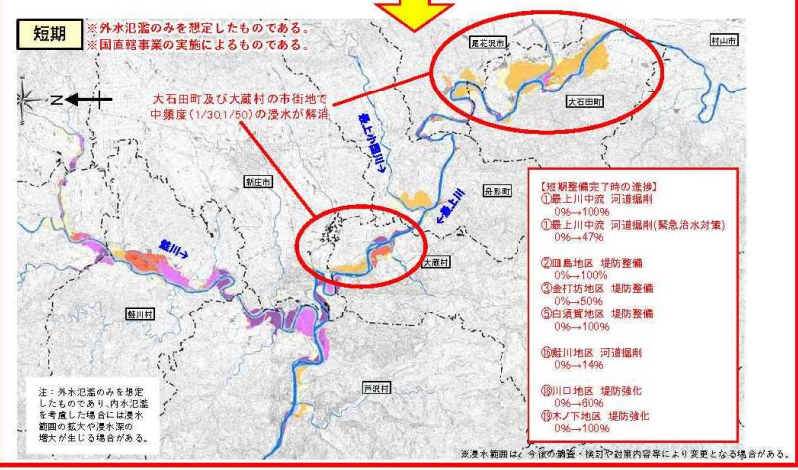 短期
※外水氾濫のみを想定したものである。
※国直轄事業の実施によるものである。
尾花沢市
村山市
大石田町
大石田町及び大蔵村の市街地で
中頻度(1/30,1/50)の浸水が解消
N
最上小国川→
新庄市
舟形町
←最上川
鮭川→
大蔵村
鮭川村
戸沢村
【短期整備完了時の進捗】
①最上川中流 河道掘削
0%→100%
①最上川中流 河道掘削(緊急治水対策)
0%→47%
②皿島地区 堤防整備
0%→100%
③金打坊地区 堤防整備
0%→50%
⑤白須賀地区 堤防整備
0%→100%
⑯鮭川地区 河道掘削
0%→14%
⑱川口地区 堤防強化
0%→60%
⑲木ノ下地区 堤防強化
0%→100%
注:外水氾濫のみを想定
したものであり、内水氾濫
を考慮した場合には浸水
範囲の拡大や浸水深の
増大が生じる場合がある。
※浸水範囲は、今後の調査・検討や対策内容等により変更となる場合がある。